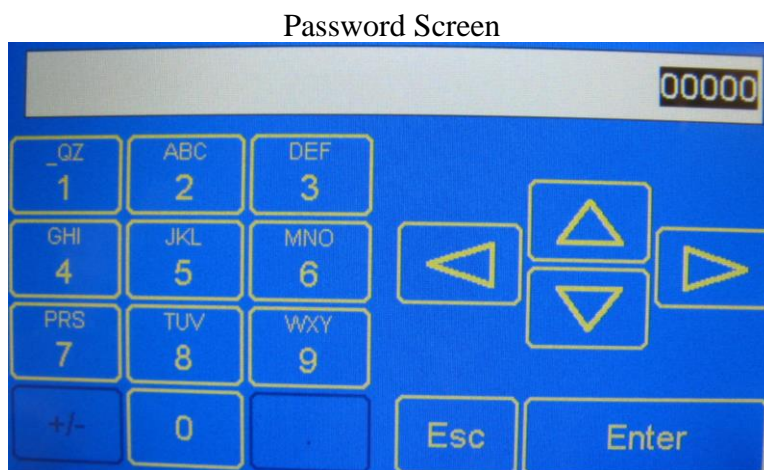 Password Screen
00000
_QZ ABC DEF
1 2 3
GHI JKL MNO
4 5 6
PRS TUV WXY
7 8 9
+/- 0 .
Esc Enter